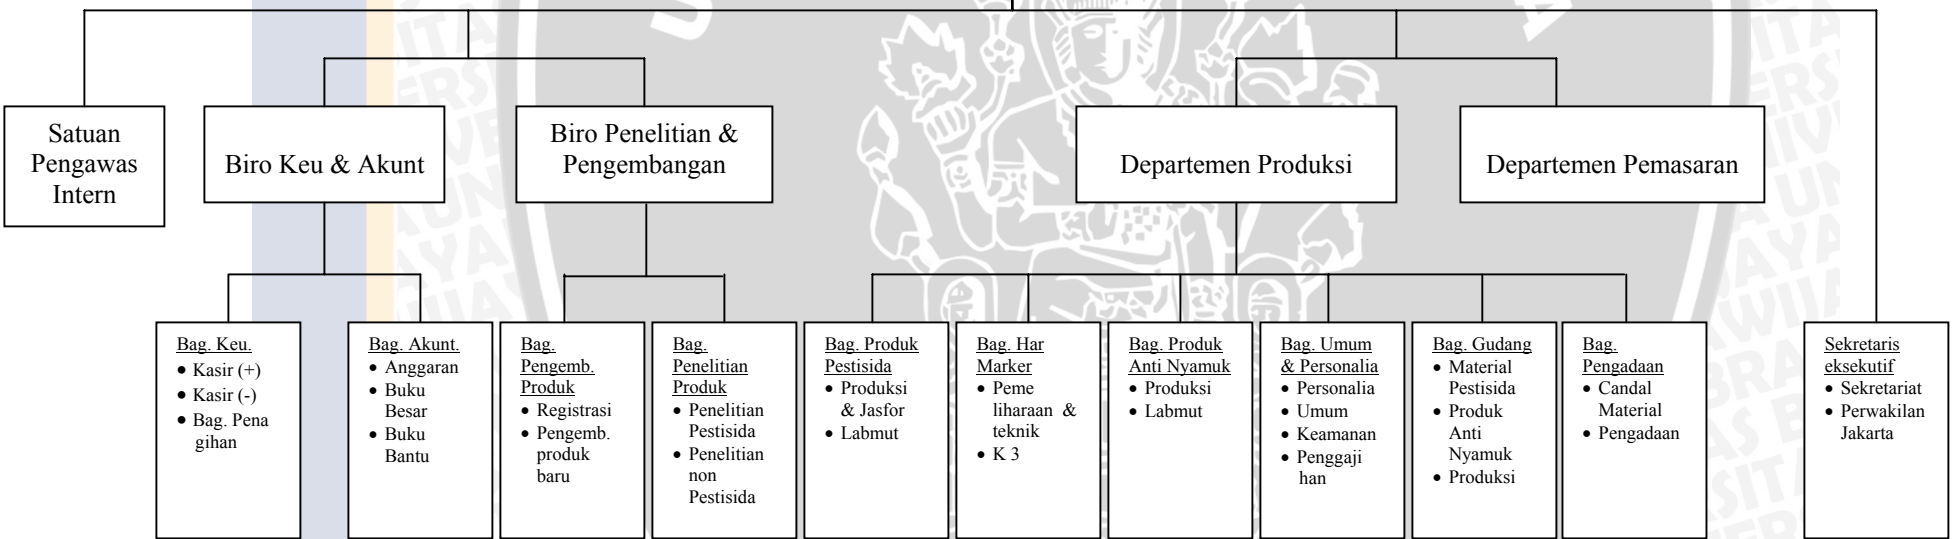 Satuan
Pengawas
Intern
Biro Keu & Akunt
Biro Penelitian &
Pengembangan
Departemen Produksi
Departemen Pemasaran
Bag. Keu.
• Kasir (+)
• Kasir (-)
• Bag. Pena
gihan
Bag. Akunt.
• Anggaran
• Buku
Besar
• Buku
Bantu
Bag.
Pengemb.
Produk
• Registrasi
• Pengemb.
produk
baru
Bag.
Penelitian
Produk
• Penelitian
Pestisida
• Penelitian
non
Pestisida
Bag. Produk
Pestisida
• Produksi
& Jasfor
• Labmut
Bag. Har
Marker
• Peme
liharaan &
teknik
• K 3
Bag. Produk
Anti Nyamuk
• Produksi
• Labmut
Bag. Umum
& Personalia
• Personalia
• Umum
• Keamanan
• Penggaji
han
Bag. Gudang
• Material
Pestisida
• Produk
Anti
Nyamuk
• Produksi
Bag.
Pengadaan
• Candal
Material
• Pengadaan
Sekretaris
eksekutif
• Sekretariat
• Perwakilan
Jakarta